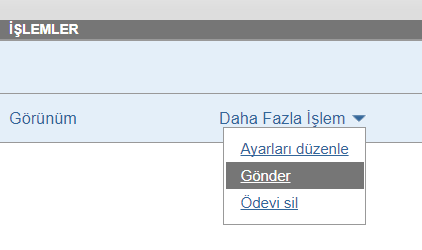 İŞLEMLER
Görünüm Daha Fazla İşlem
Ayarları düzenle
Gönder
Ödevi sil